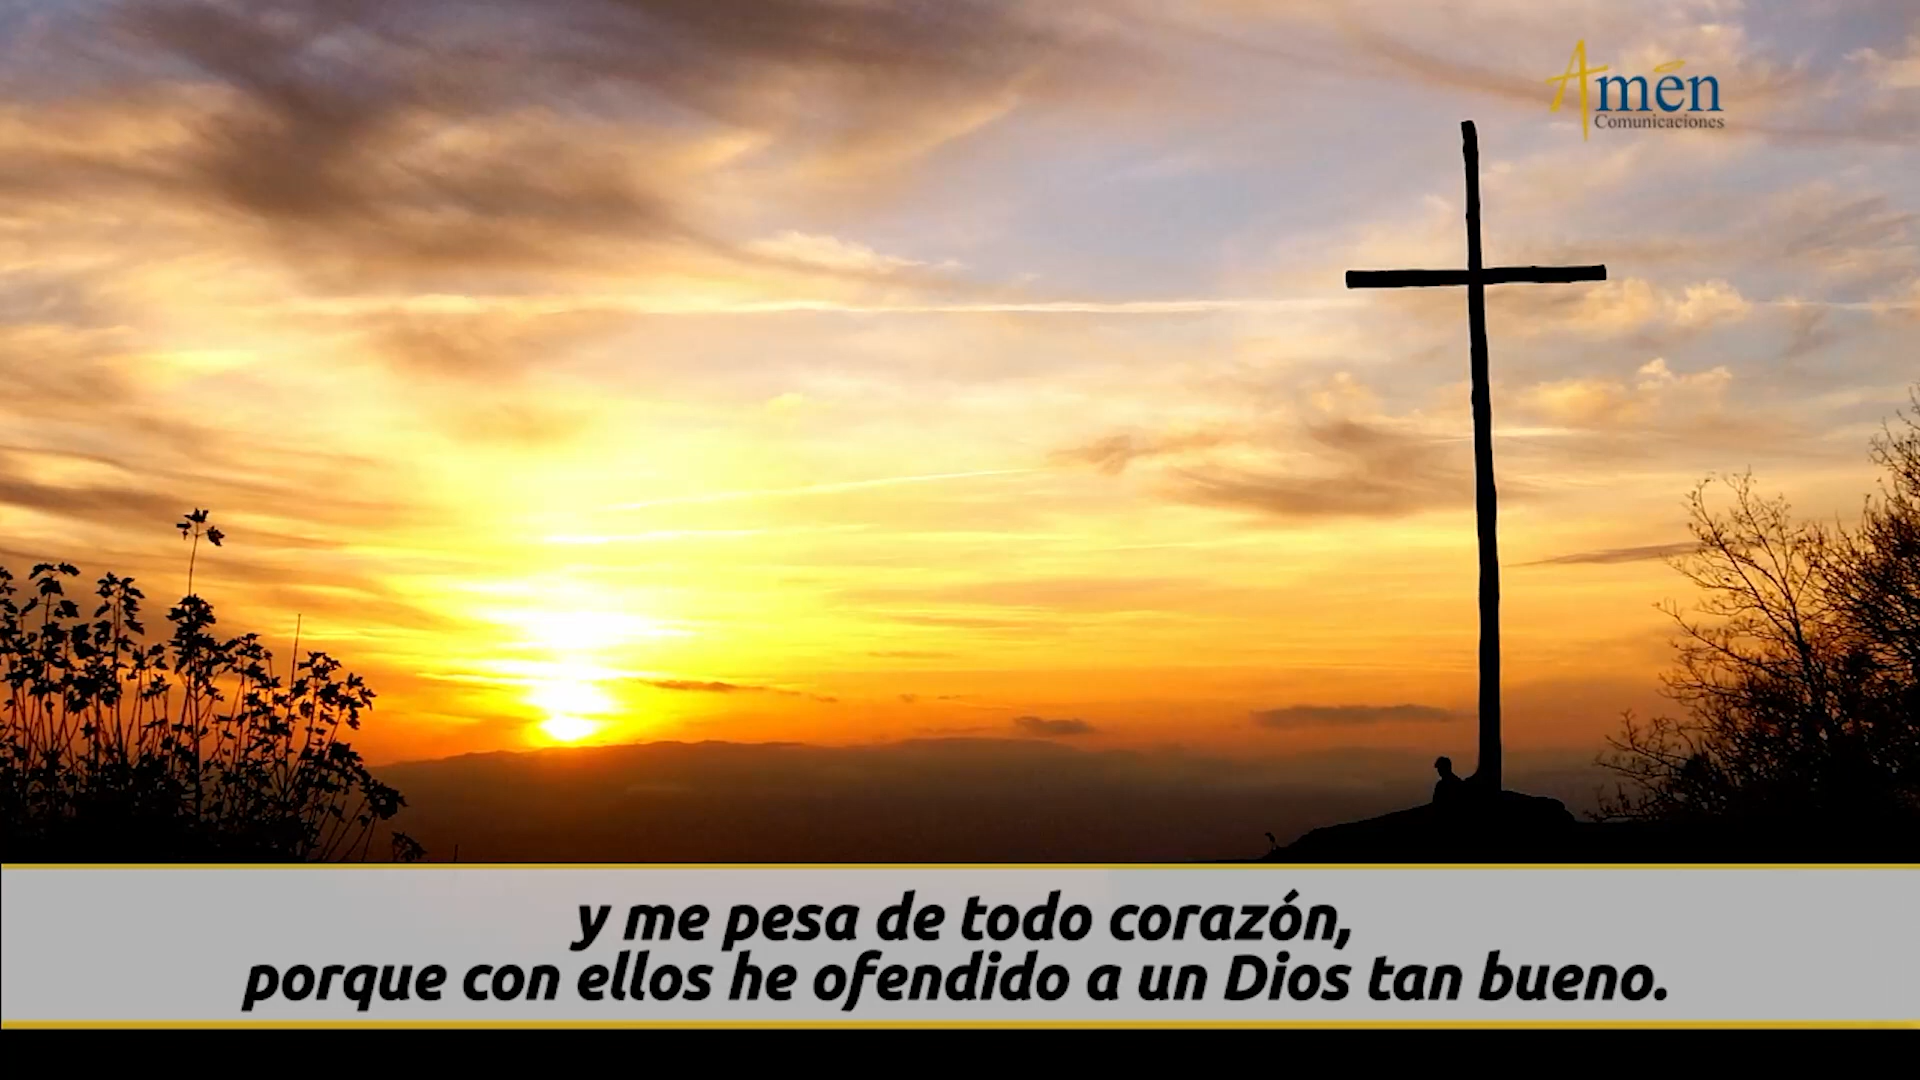 Amén
Comunicaciones
y me pesa de todo corazón,
porque con ellos he ofendido a un Dios tan bueno.